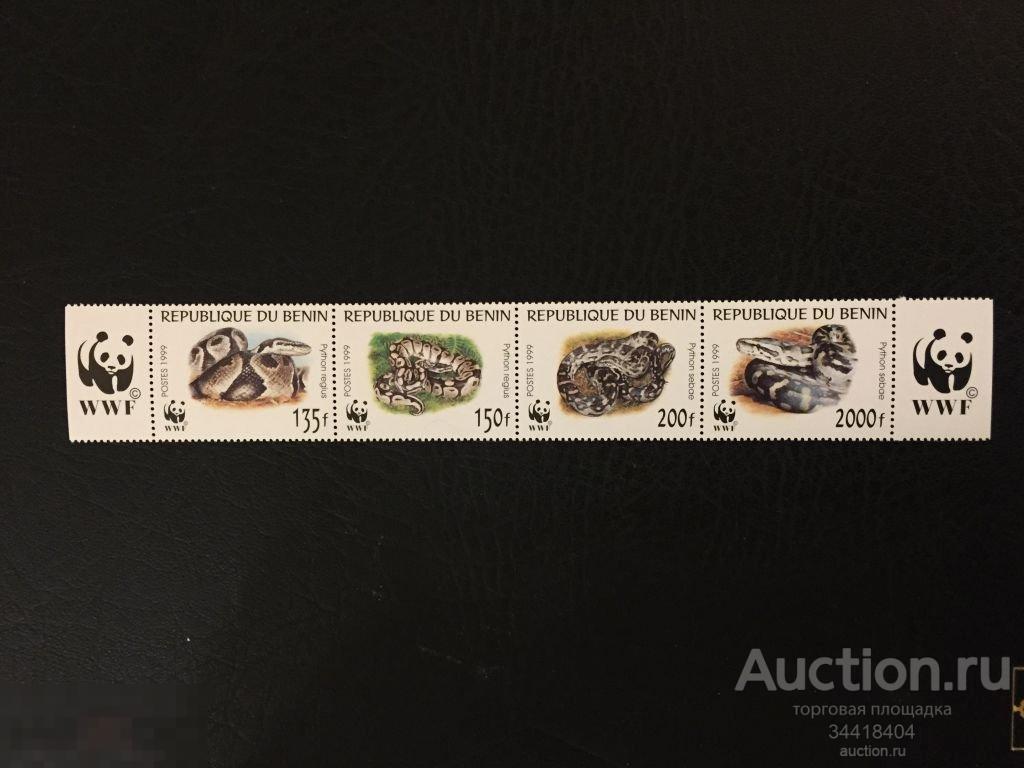 WWF
©
REPUBLIQUE DU BENIN
POSTES 1999
Python regius
WWF
135f
REPUBLIQUE DU BENIN
POSTES 1999
Python regius
WWF
150f
REPUBLIQUE DU BENIN
POSTES 1999
Python seboe
WWF
200f
REPUBLIQUE DU BENIN
POSTES 1999
Python seboe
WWF
2000f
©
WWF
Auction.ru
торговая площадка
34418404
auction.ru